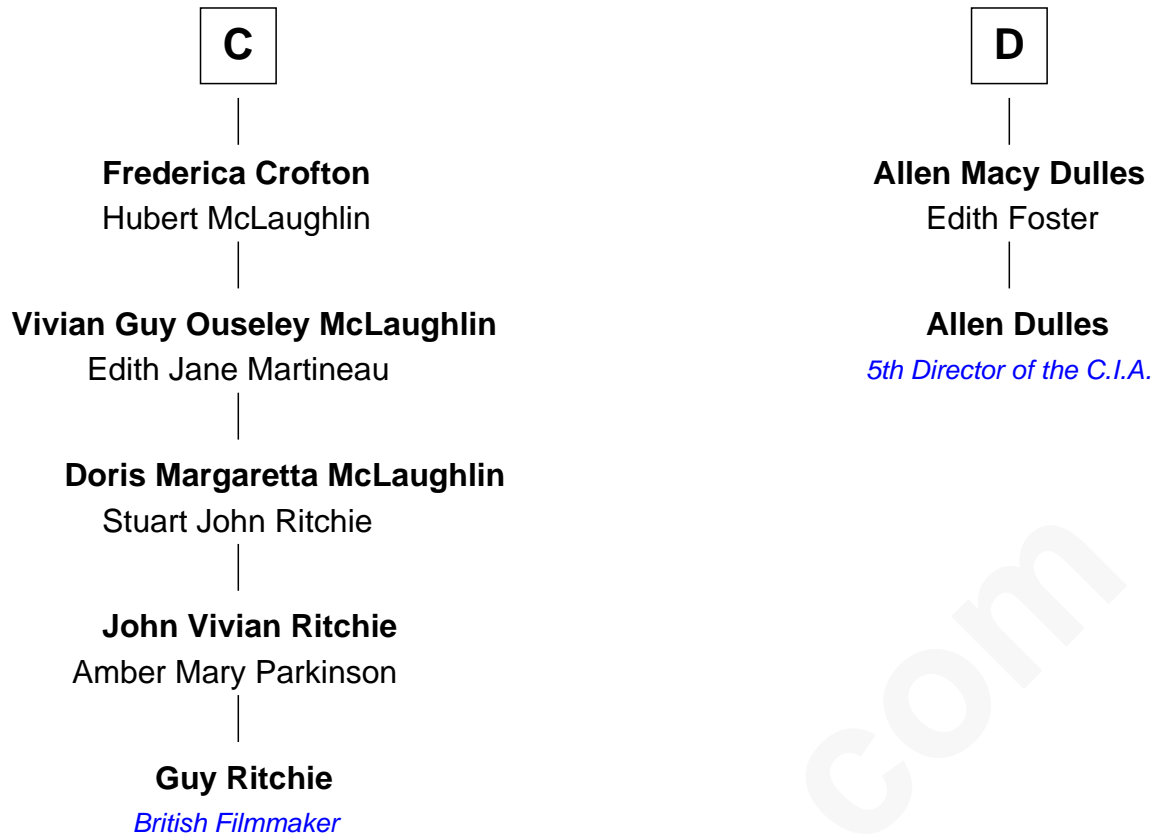 C
Frederica Crofton
Hubert McLaughlin
Vivian Guy Ouseley McLaughlin
Edith Jane Martineau
Doris Margaretta McLaughlin
Stuart John Ritchie
John Vivian Ritchie
Amber Mary Parkinson
Guy Ritchie
British Filmmaker
D
Allen Macy Dulles
Edith Foster
Allen Dulles
5th Director of the C.I.A.
com